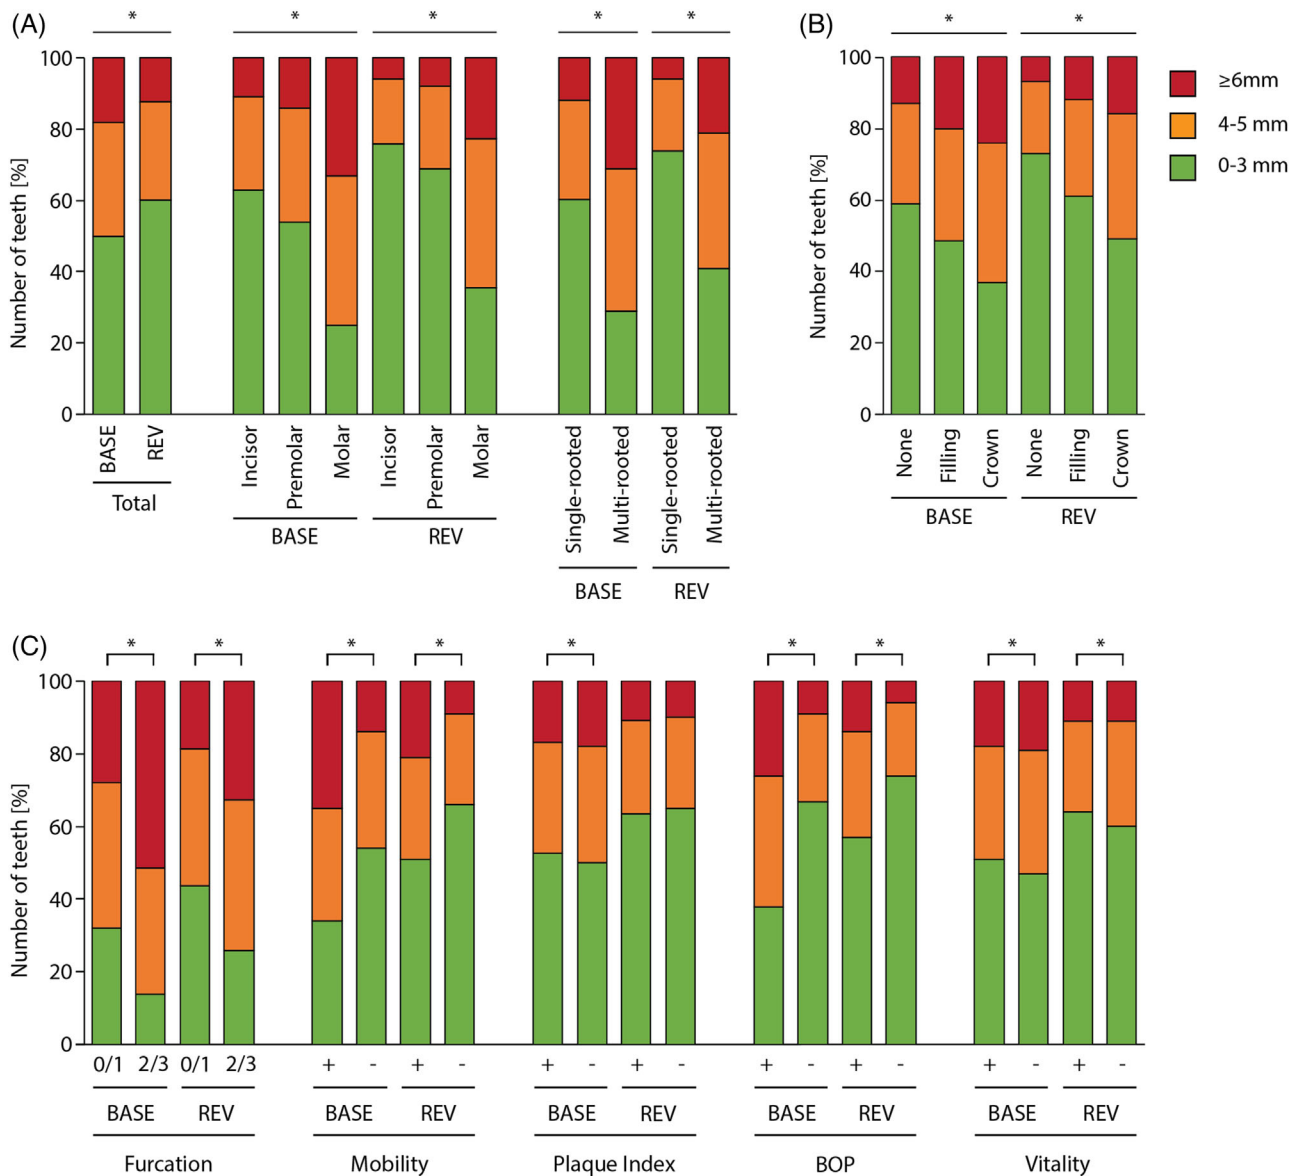 (A)
* * * * *
Number of teeth [%]
100
80
60
40
20
0
BASE
REV
Total
Incisor
Premolar
Molar
Incisor
Premolar
Molar
BASE
REV
Single-rooted
Multi-rooted
Single-rooted
Multi-rooted
BASE
REV
(B)
* *
Number of teeth [%]
100
80
60
40
20
0
None
Filling
Crown
None
Filling
Crown
BASE
REV
≥6mm
4-5 mm
0-3 mm
(C)
* * * * * * * * *
Number of teeth [%]
100
80
60
40
20
0
0/1 2/3 0/1 2/3
BASE REV
Furcation
+ - + -
BASE REV
Mobility
+ - + -
BASE REV
Plaque Index
+ - + -
BASE REV
BOP
+ - + -
BASE REV
Vitality